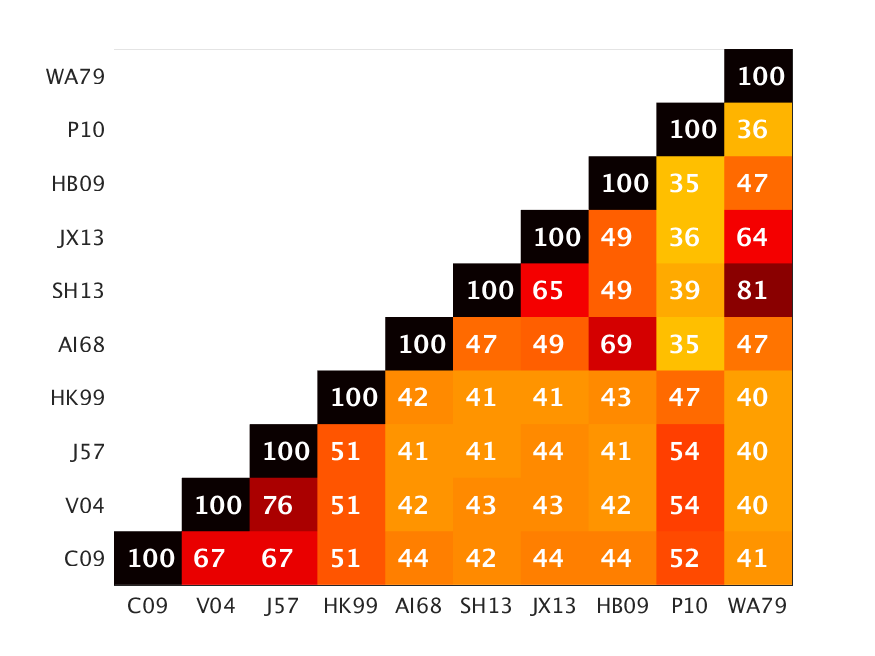 WA79 100
P10 100 36
HB09 100 35 47
JX13 100 49 36 64
SH13 100 65 49 39 81
AI68 100 47 49 69 35 47
HK99 100 42 41 41 43 47 40
J57 100 51 41 41 44 41 54 40
V04 100 76 51 42 43 43 42 54 40
C09 100 67 67 51 44 42 44 44 52 41
C09 V04 J57 HK99 AI68 SH13 JX13 HB09 P10 WA79